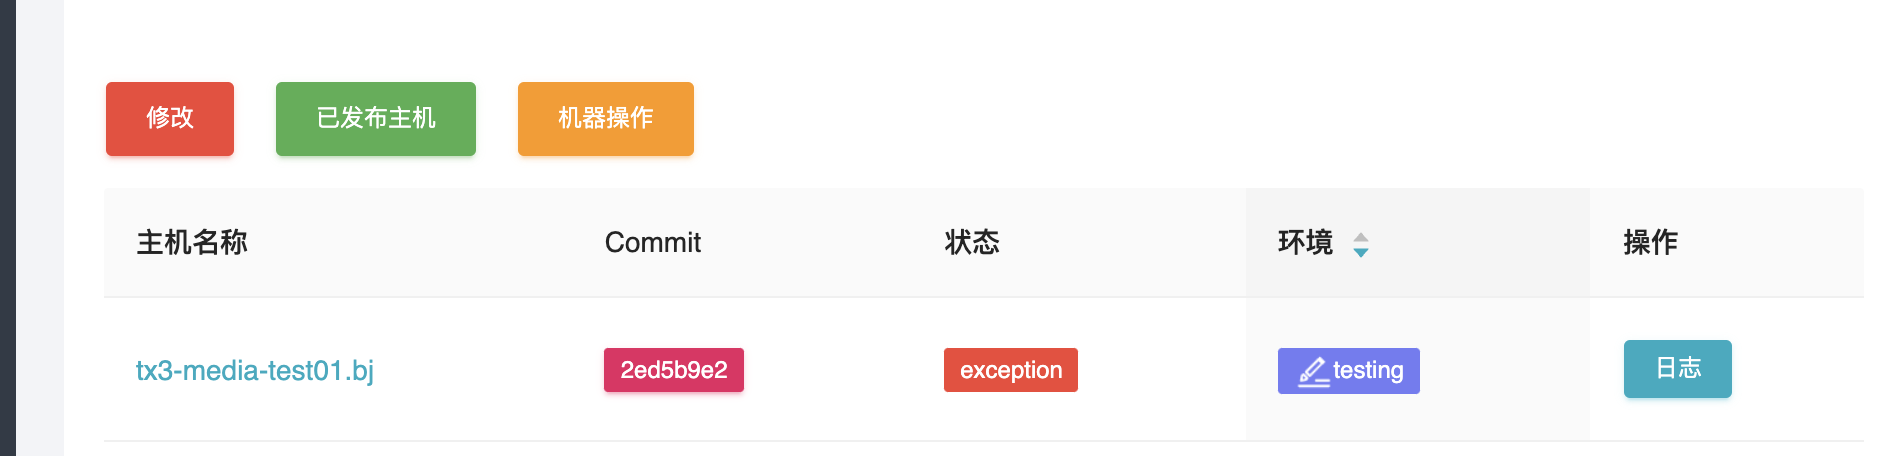 修改 已发布主机 机器操作
主机名称 Commit 状态 环境 操作
tx3-media-test01.bj 2ed5b9e2 exception testing 日志